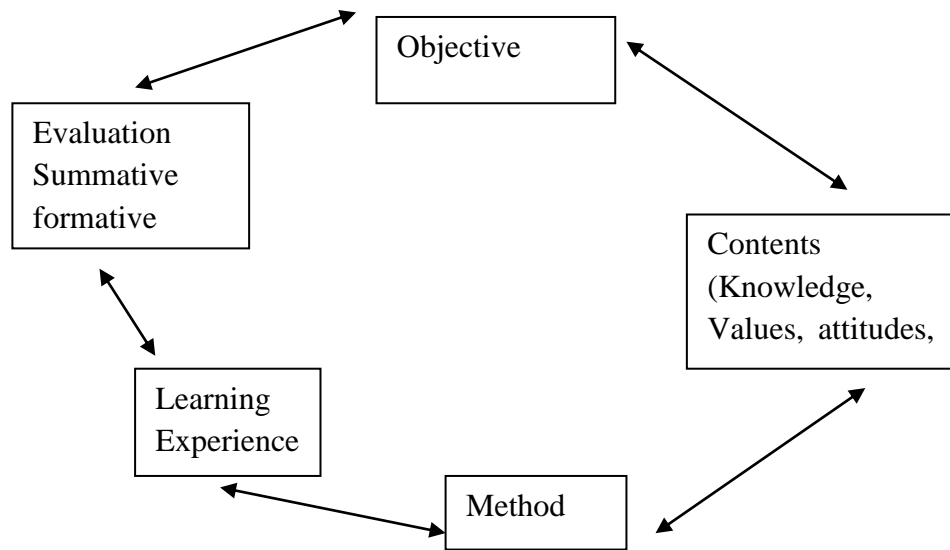 Objective
Evaluation
Summative
formative
Contents
(Knowledge,
Values, attitudes,
Learning
Experience
Method